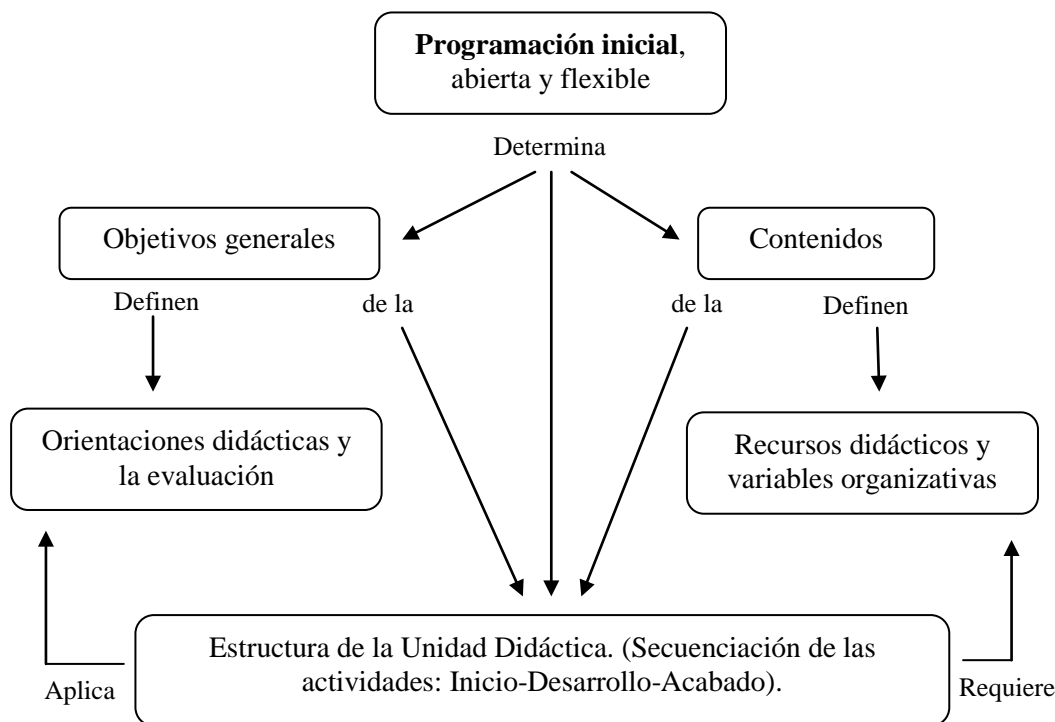 Programación inicial,
abierta y flexible
Determina
Objetivos generales
Contenidos
Definen
de la
de la
Definen
Orientaciones didácticas y
la evaluación
Recursos didácticos y
variables organizativas
Estructura de la Unidad Didáctica. (Secuenciación de las
actividades: Inicio-Desarrollo-Acabado).
Aplica
Requiere